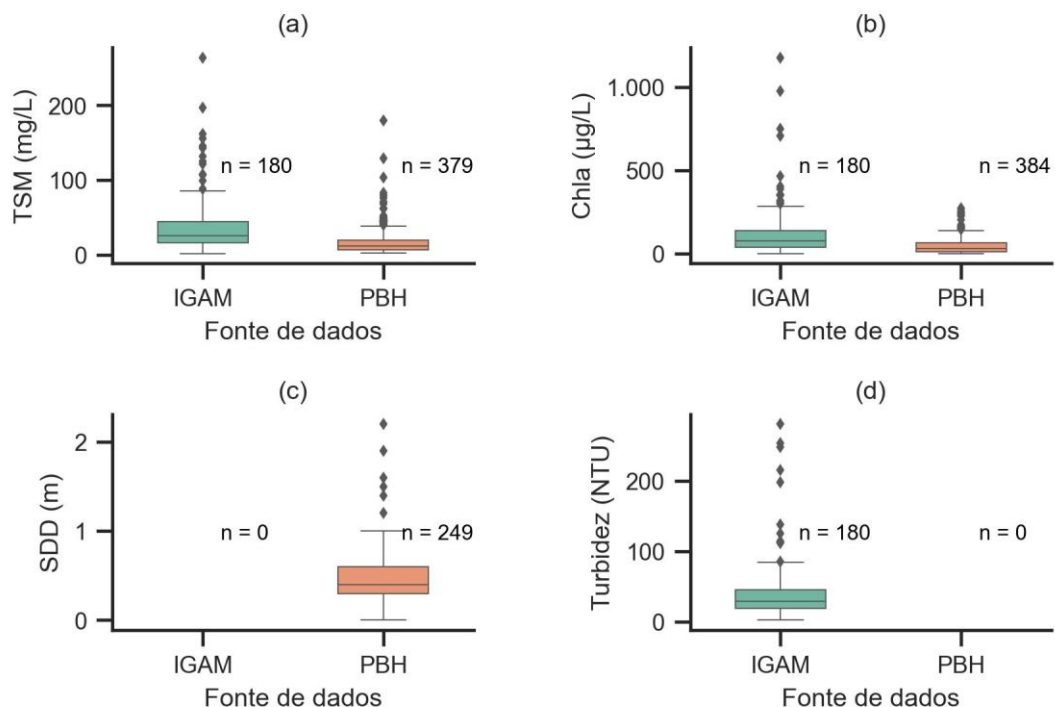 (a)
TSM (mg/L)
200
100
0
n = 180
n = 379
IGAM
PBH
Fonte de dados
(b)
Chla (µg/L)
1.000
500
0
n = 180
n = 384
IGAM
PBH
Fonte de dados
(c)
SDD (m)
2
1
0
n = 0
n = 249
IGAM
PBH
Fonte de dados
(d)
Turbidez (NTU)
200
100
0
n = 180
n = 0
IGAM
PBH
Fonte de dados